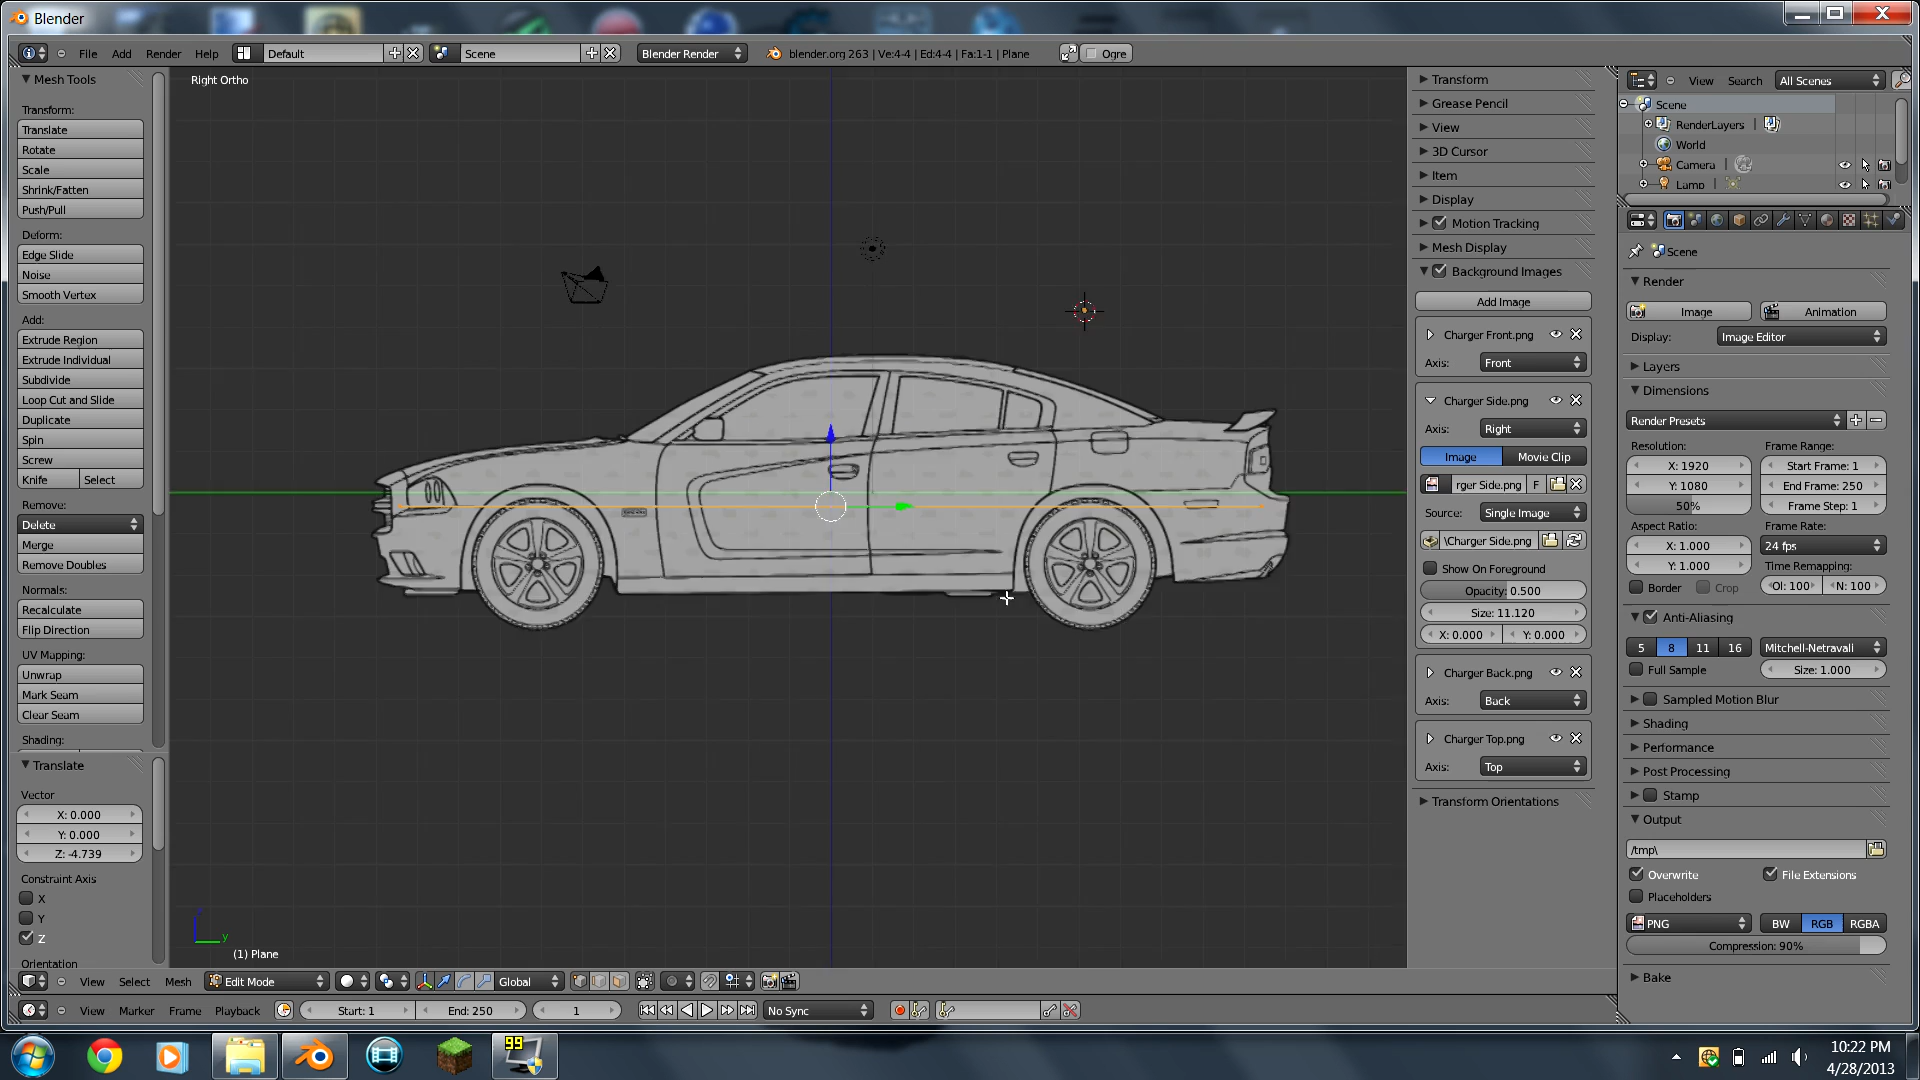 Blender
File Add Render Help Default Scene Blender Render blender.org 263 | Ve:4-4 | Ed:4-4 | Fa:1-1 | Plane Ogre
Mesh Tools
Transform:
Translate
Rotate
Scale
Shrink/Fatten
Push/Pull
Deform:
Edge Slide
Noise
Smooth Vertex
Add:
Extrude Region
Extrude Individual
Subdivide
Loop Cut and Slide
Duplicate
Spin
Screw
Knife Select
Remove:
Delete
Merge
Remove Doubles
Normals:
Recalculate
Flip Direction
UV Mapping:
Unwrap
Mark Seam
Clear Seam
Shading:
Translate
Vector
X: 0.000
Y: 0.000
Z: -4.739
Constraint Axis
X
Y
Z
Orientation
Right Ortho
y
(1) Plane
Transform
Grease Pencil
View
3D Cursor
Item
Display
Motion Tracking
Mesh Display
Background Images
Add Image
Charger Front.png
Axis: Front
Charger Side.png
Axis: Right
Image Movie Clip
rger Side.png F
Source: Single Image
\Charger Side.png
Show On Foreground
Opacity: 0.500
Size: 11.120
X: 0.000 Y: 0.000
Charger Back.png
Axis: Back
Charger Top.png
Axis: Top
Transform Orientations
View Search All Scenes
Scene
RenderLayers
World
Camera
Lamp
Scene
Render
Image Animation
Display: Image Editor
Layers
Dimensions
Render Presets
Resolution: Frame Range:
X: 1920 Start Frame: 1
Y: 1080 End Frame: 250
50% Frame Step: 1
Aspect Ratio: Frame Rate:
X: 1.000 24 fps
Y: 1.000 Time Remapping:
Border Crop Ol: 100 N: 100
Anti-Aliasing
5 8 11 16 Mitchell-Netravali
Full Sample Size: 1.000
Sampled Motion Blur
Shading
Performance
Post Processing
Stamp
Output
/tmp\
Overwrite File Extensions
Placeholders
PNG BW RGB RGBA
Compression: 90%
Bake
View Select Mesh Edit Mode Global
View Marker Frame Playback Start: 1 End: 250 1 No Sync
99
10:22 PM
4/28/2013